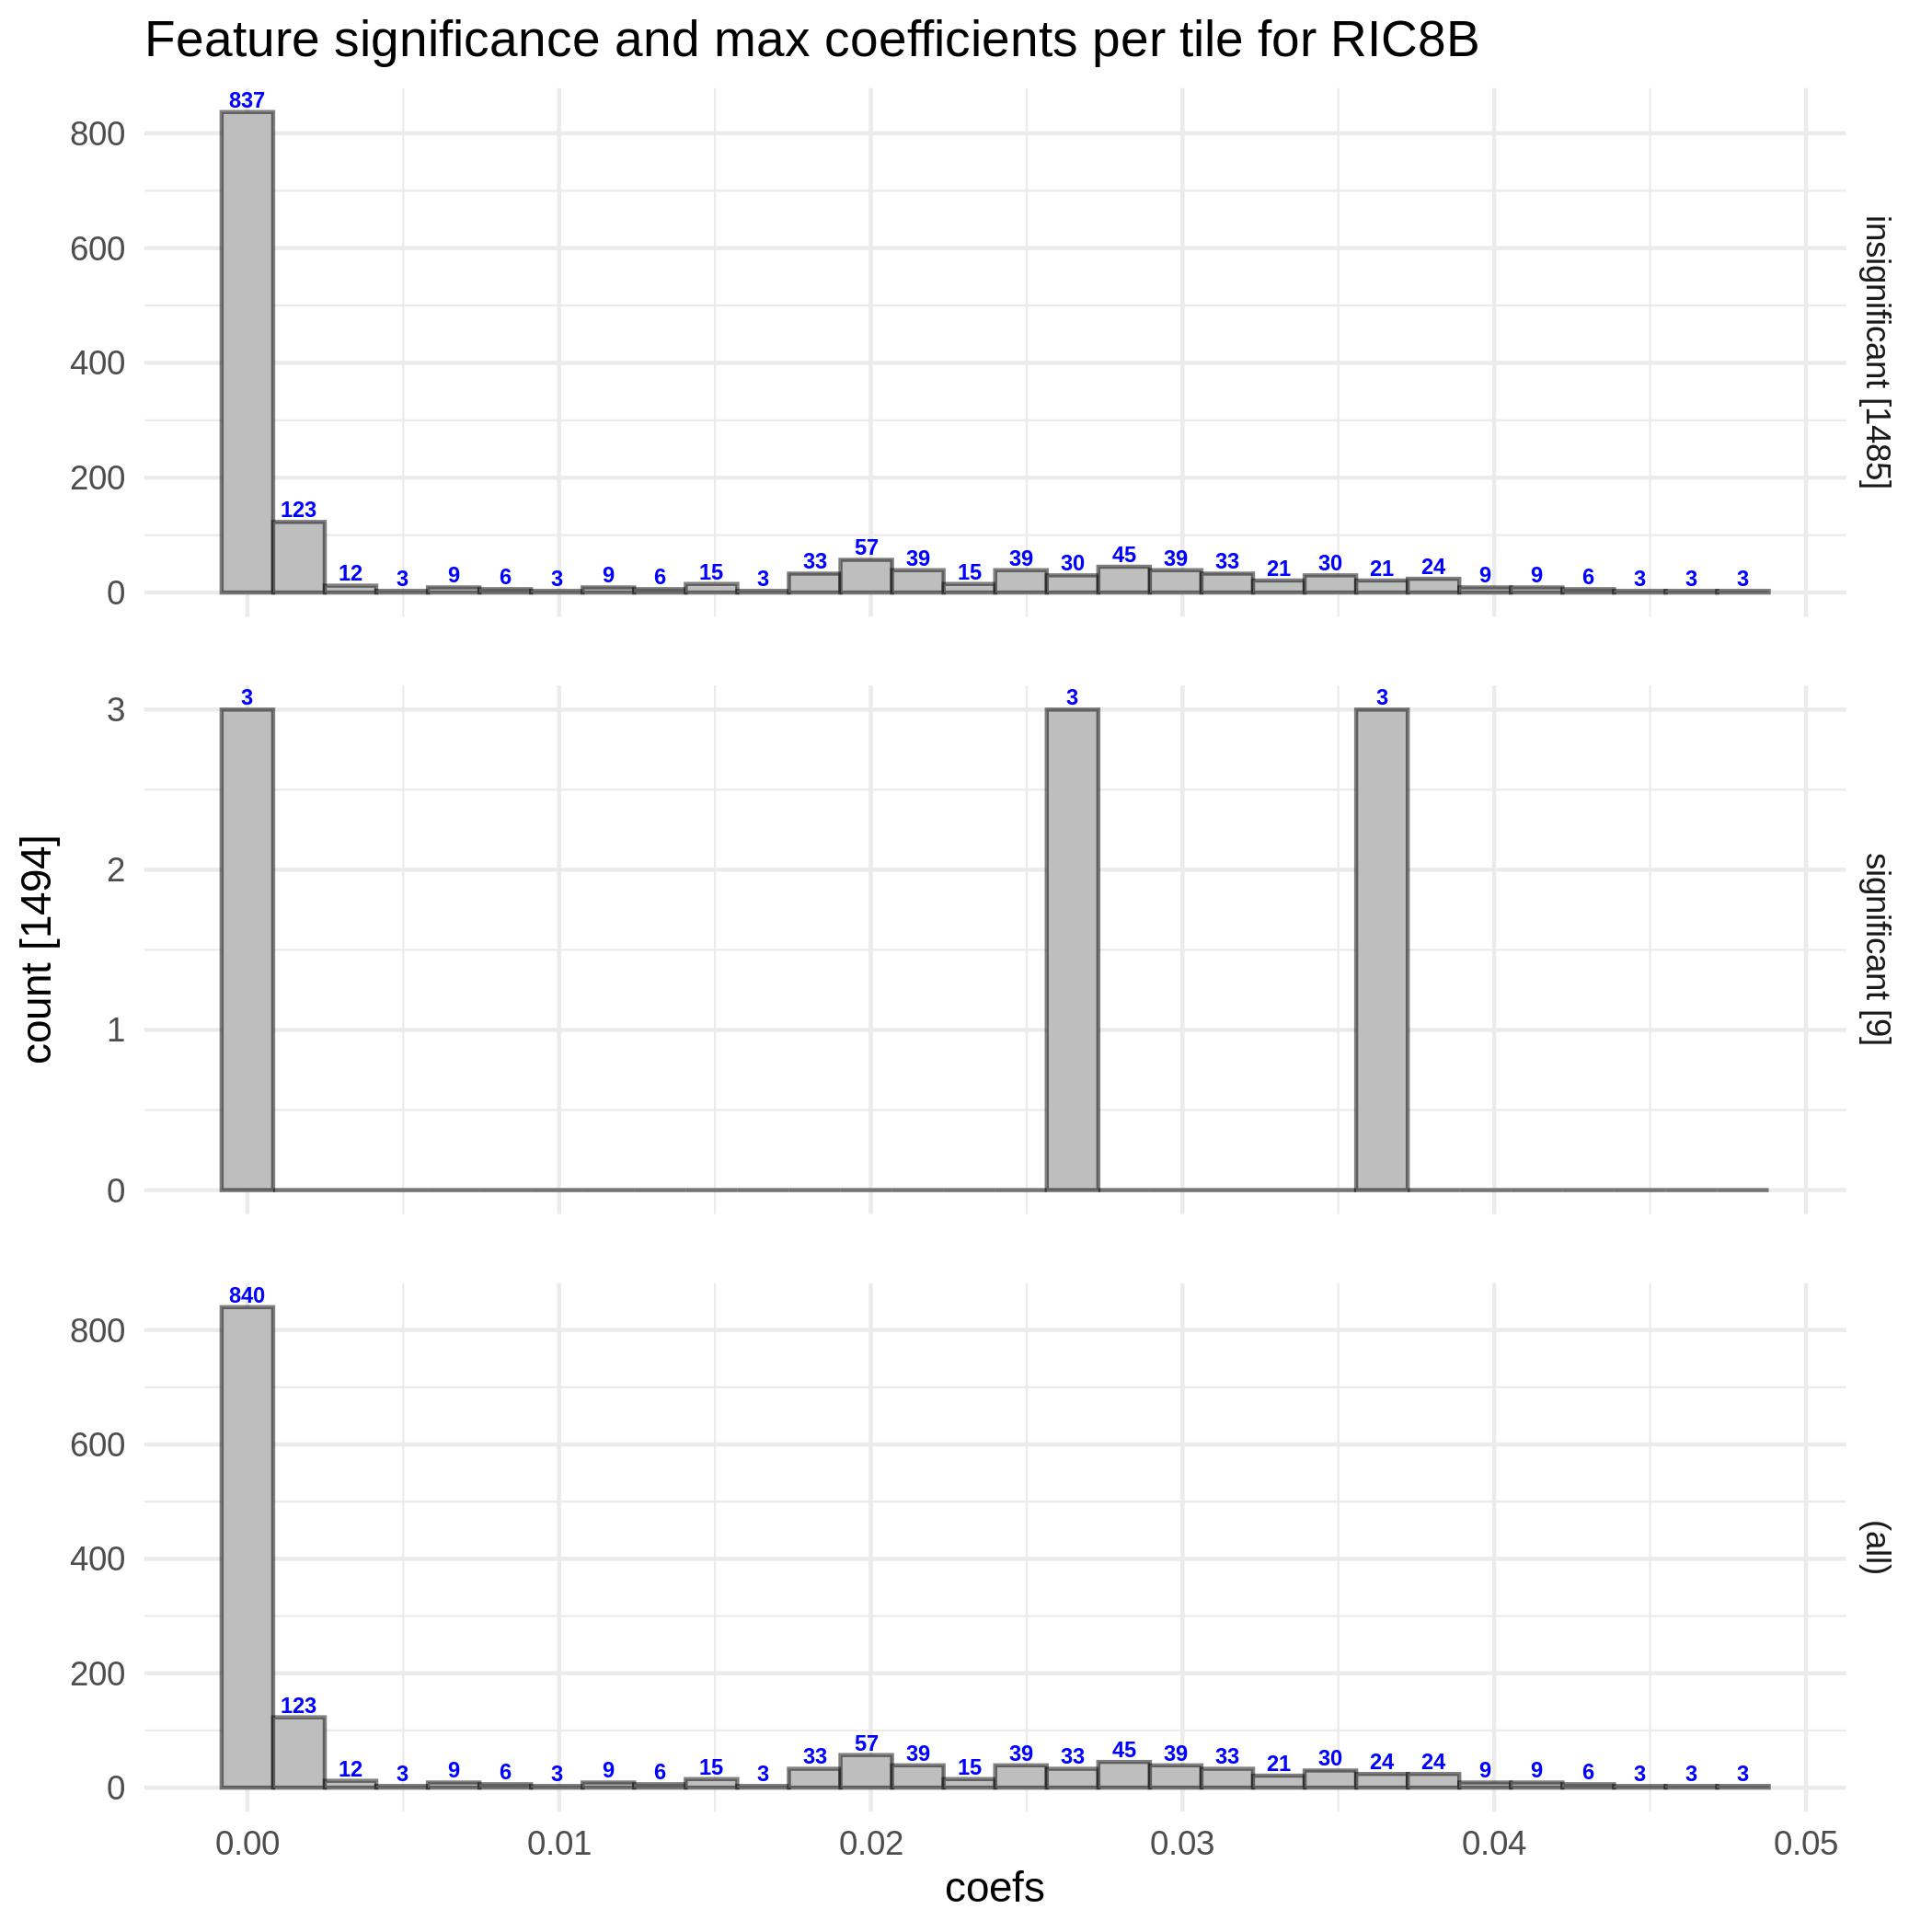 Feature significance and max coefficients per tile for RIC8B
837
800
600
400
200
0
123 12 3 9 6 3 9 6 15 3 33 57 39 15 39 30 45 39 33 21 30 21 24 9 9 6 3 3 3
insignificant [1485]
3 3 3
3
2
1
0
significant [9]
count [1494]
840
800
600
400
200
0
123 12 3 9 6 3 9 6 15 3 33 57 39 15 39 33 45 39 33 21 30 24 24 9 9 6 3 3 3
(all)
0.00 0.01 0.02 0.03 0.04 0.05
coefs